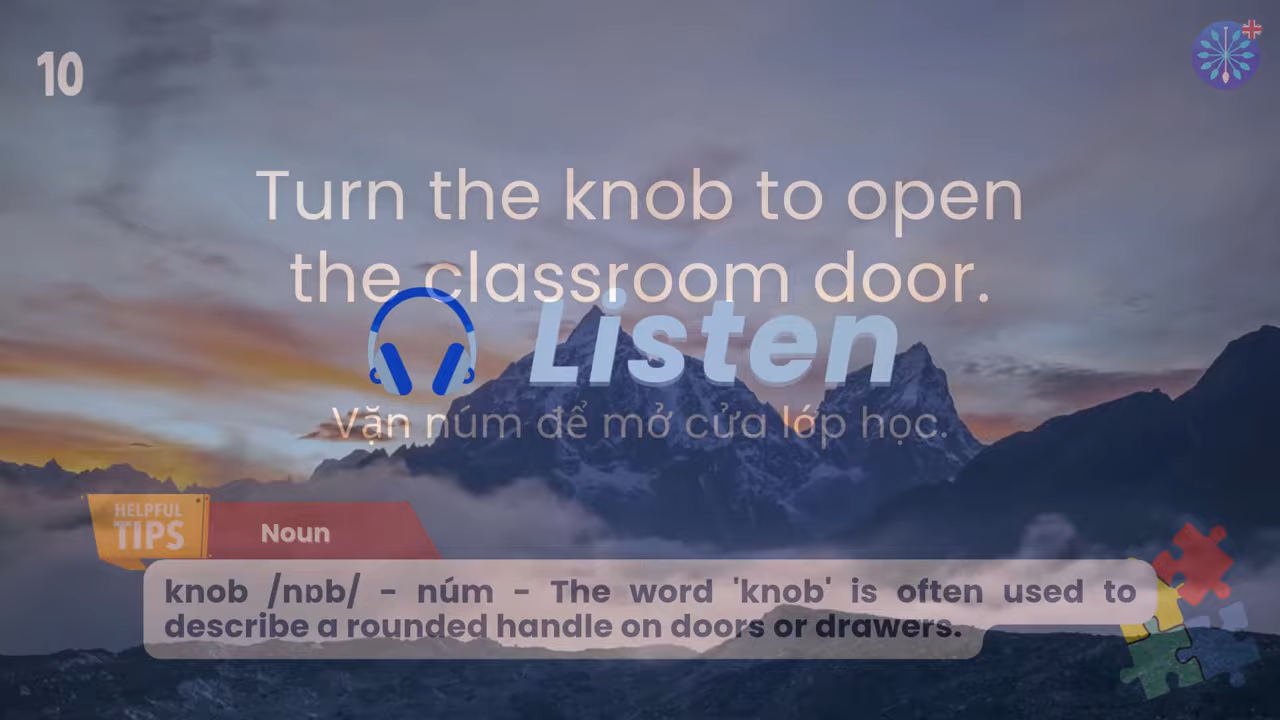 10
Turn the knob to open
the classroom door.
Listen
Vặn núm để mở cửa lớp học.
HELPFUL
TIPS
Noun
knob /nɒb/ - núm - The word 'knob' is often used to
describe a rounded handle on doors or drawers.